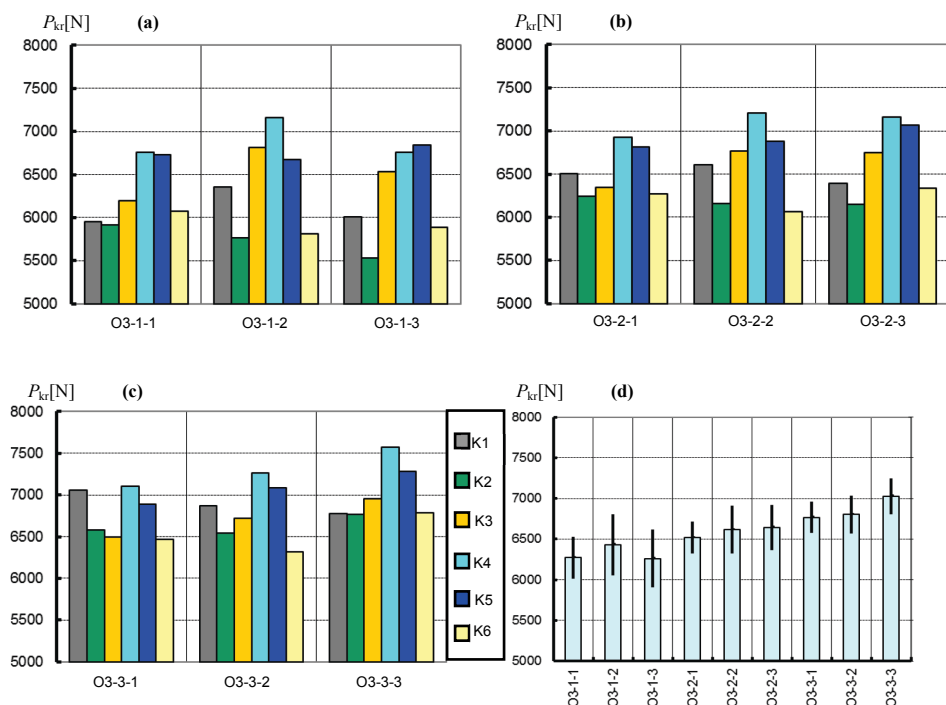 P_kr[N] (a)
8000
7500
7000
6500
6000
5500
5000
O3-1-1 O3-1-2 O3-1-3
P_kr[N] (b)
8000
7500
7000
6500
6000
5500
5000
O3-2-1 O3-2-2 O3-2-3
P_kr[N] (c)
8000
7500
7000
6500
6000
5500
5000
O3-3-1 O3-3-2 O3-3-3
K1
K2
K3
K4
K5
K6
P_kr[N] (d)
8000
7500
7000
6500
6000
5500
5000
O3-1-1
O3-1-2
O3-1-3
O3-2-1
O3-2-2
O3-2-3
O3-3-1
O3-3-2
O3-3-3